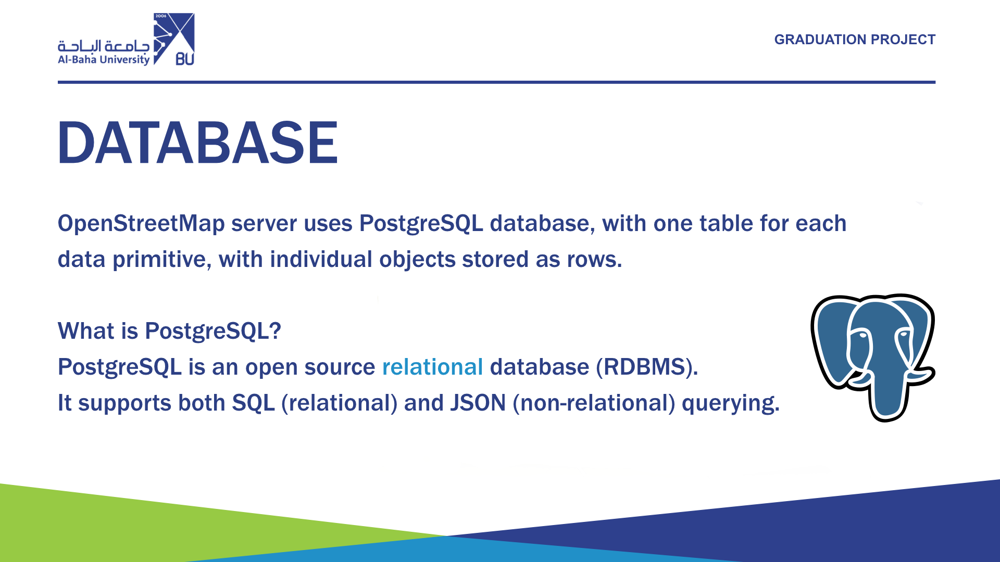 2006
جامعة الباحة
Al-Baha University
BU
GRADUATION PROJECT
DATABASE
OpenStreetMap server uses PostgreSQL database, with one table for each
data primitive, with individual objects stored as rows.
What is PostgreSQL?
PostgreSQL is an open source relational database (RDBMS).
It supports both SQL (relational) and JSON (non-relational) querying.